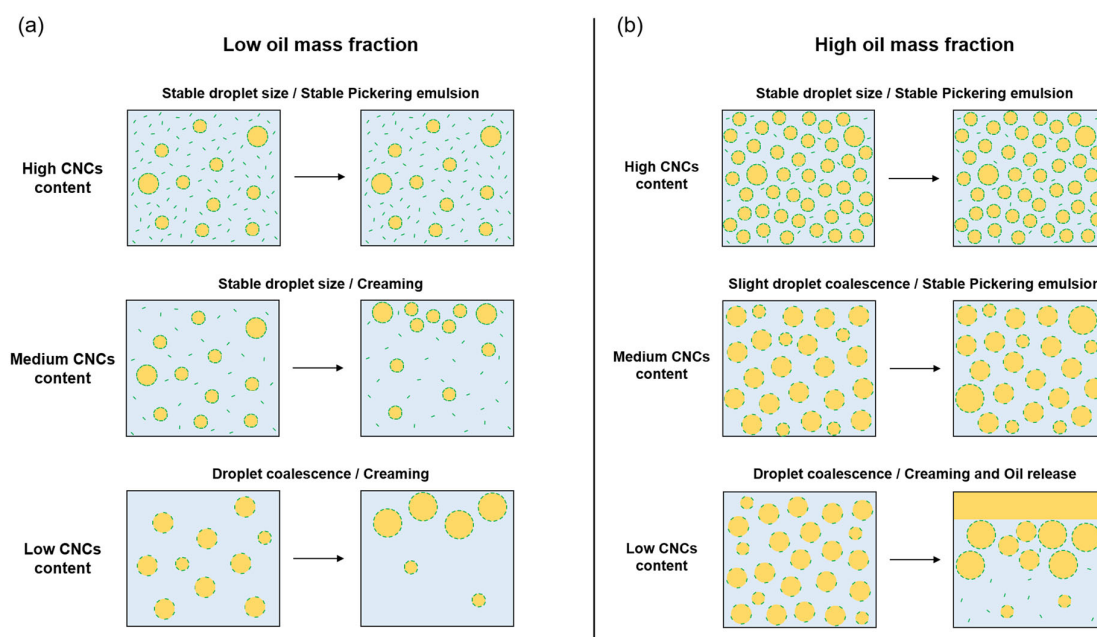 (a)
Low oil mass fraction
Stable droplet size / Stable Pickering emulsion
High CNCs
content
Stable droplet size / Creaming
Medium CNCs
content
Droplet coalescence / Creaming
Low CNCs
content
(b)
High oil mass fraction
Stable droplet size / Stable Pickering emulsion
High CNCs
content
Slight droplet coalescence / Stable Pickering emulsion
Medium CNCs
content
Droplet coalescence / Creaming and Oil release
Low CNCs
content